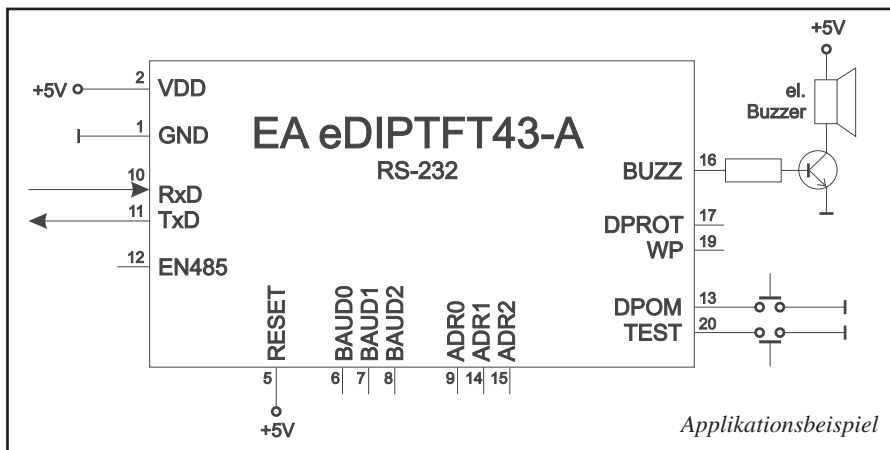 +5V
el.
Buzzer
+5V
2
VDD
1
GND
10
RxD
11
TxD
12
EN485
EA eDIPTFT43-A
RS-232
BUZZ
16
DPROT
17
WP
19
DPOM
13
TEST
20
RESET
BAUD0
BAUD1
BAUD2
ADR0
ADR1
ADR2
5
6
7
8
9
14
15
+5V
Applikationsbeispiel